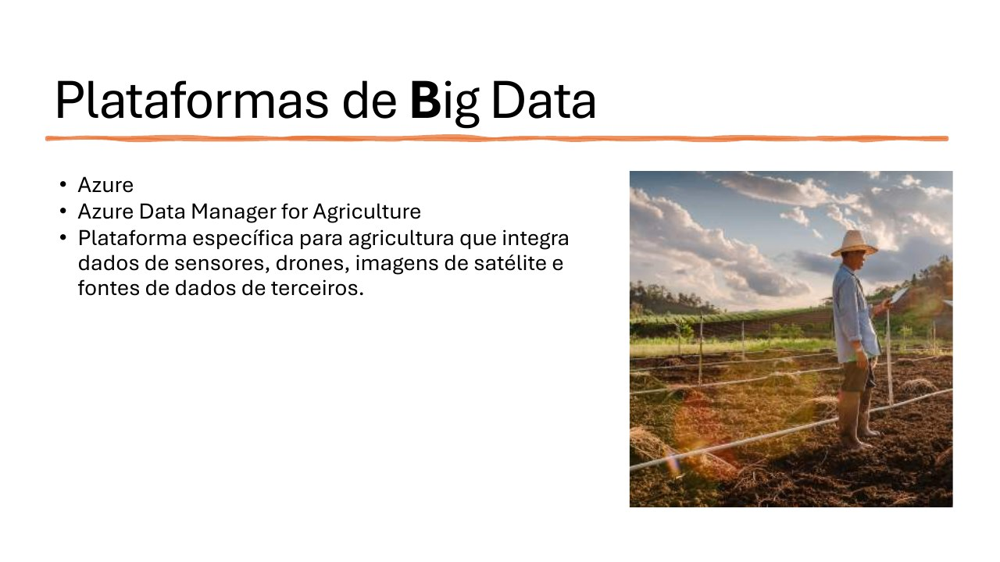 Plataformas de Big Data
• Azure
• Azure Data Manager for Agriculture
• Plataforma específica para agricultura que integra
dados de sensores, drones, imagens de satélite e
fontes de dados de terceiros.